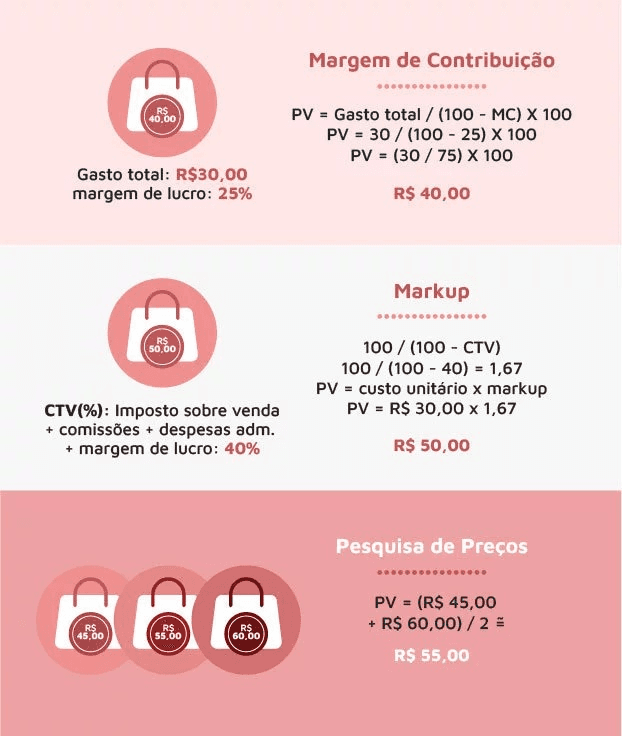 Margem de Contribuição
R$
40,00
PV = Gasto total / (100 - MC) X 100
PV = 30 / (100 - 25) X 100
PV = (30 / 75) X 100
Gasto total: R$30,00
margem de lucro: 25%
R$ 40,00
Markup
R$
50,00
100 / (100 - CTV)
100 / (100 - 40) = 1,67
PV = custo unitário x markup
PV = R$ 30,00 x 1,67
CTV(%): Imposto sobre venda
+ comissões + despesas adm.
+ margem de lucro: 40%
R$ 50,00
Pesquisa de Preços
R$
45,00
R$
55,00
R$
60,00
PV = (R$ 45,00
+ R$ 60,00) / 2 ≅
R$ 55,00